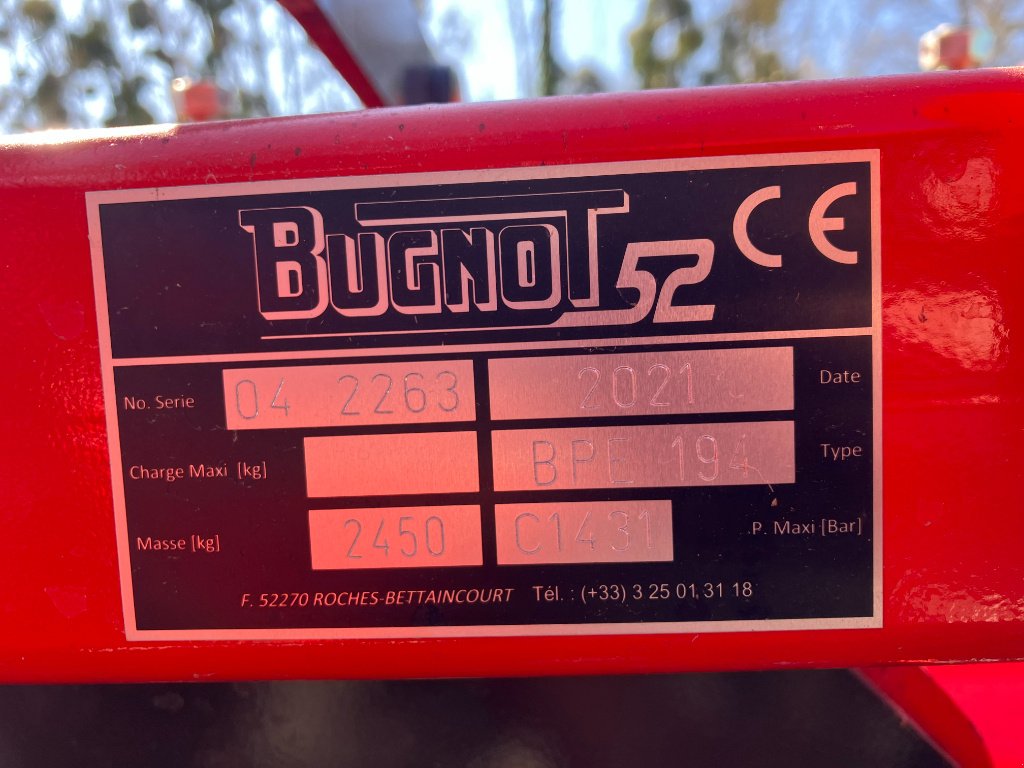 BUGNOT 52 CE
No. Serie 04 2263 2021 Date
Charge Maxi [kg] BPE 194 Type
Masse [kg] 2450 C1431 P. Maxi [Bar]
F. 52270 ROCHES-BETTAINCOURT Tél. : (+33) 3 25 01 31 18